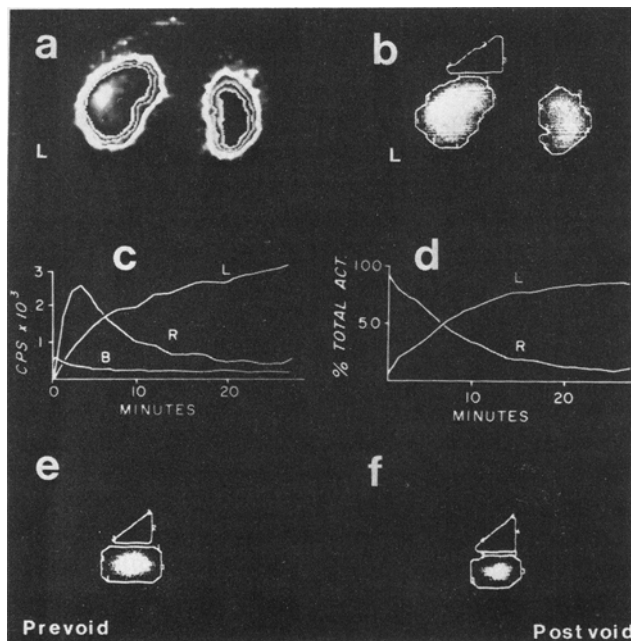 a
b
L
L
c
CPS x 10³
3
2
1
L
R
B
0
10
20
MINUTES
d
% TOTAL ACT.
100
50
L
R
10
20
MINUTES
e
f
Prevoid
Post void